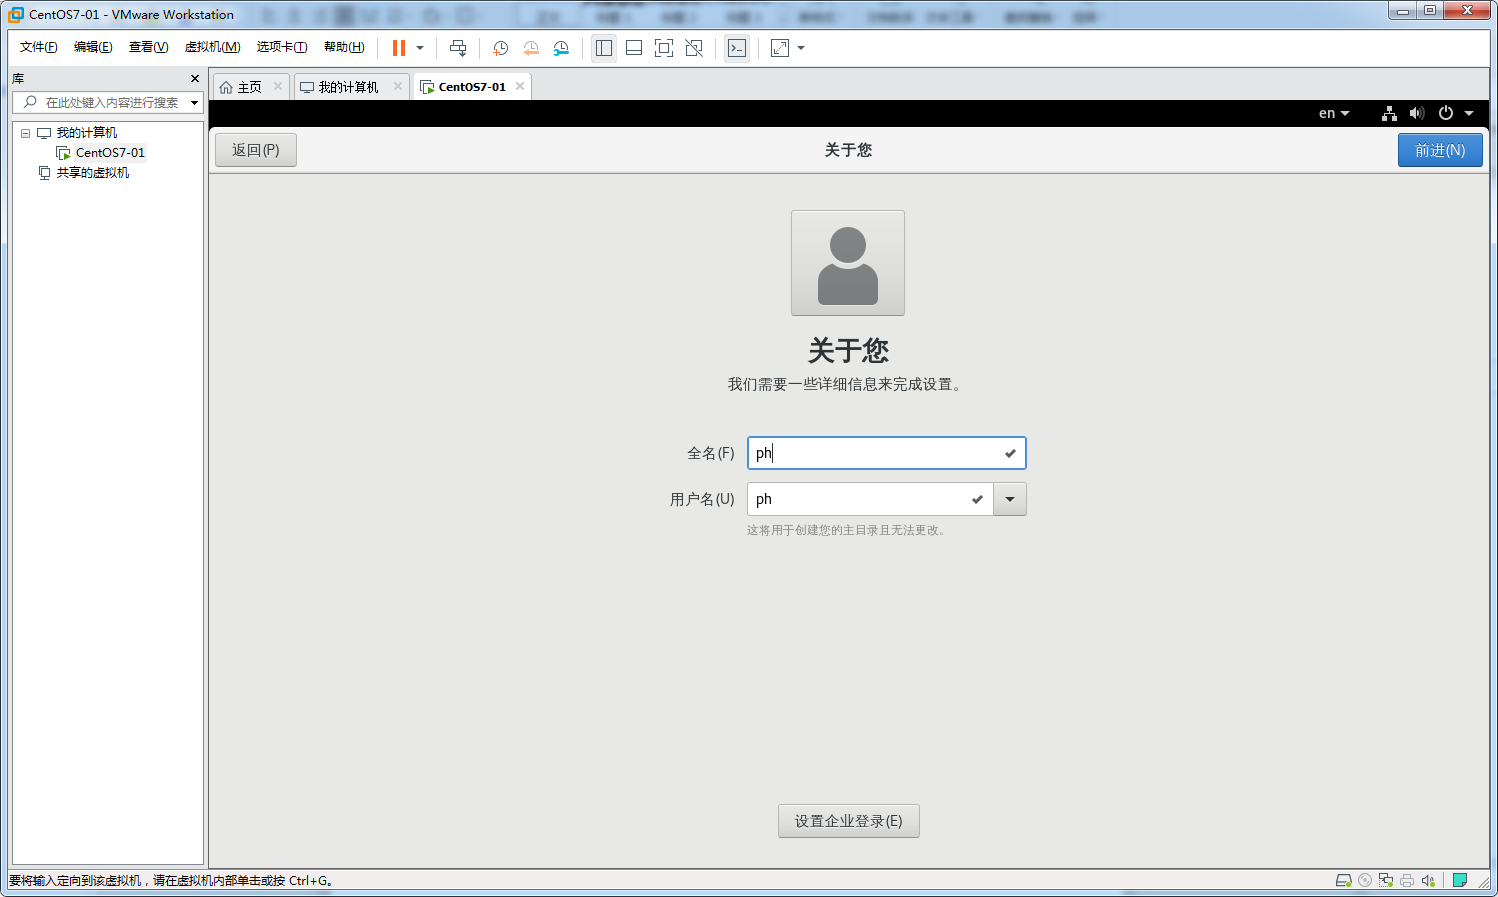 CentOS7-01 - VMware Workstation
文件(F) 编辑(E) 查看(V) 虚拟机(M) 选项卡(T) 帮助(H)
库
主页 我的计算机 CentOS7-01
在此处键入内容进行搜索
en
我的计算机
CentOS7-01
共享的虚拟机
返回(P) 关于您 前进(N)
关于您
我们需要一些详细信息来完成设置。
全名(F) ph
用户名(U) ph
这将用于创建您的主目录且无法更改。
设置企业登录(E)
要将输入定向到该虚拟机，请在虚拟机内部单击或按 Ctrl+G。